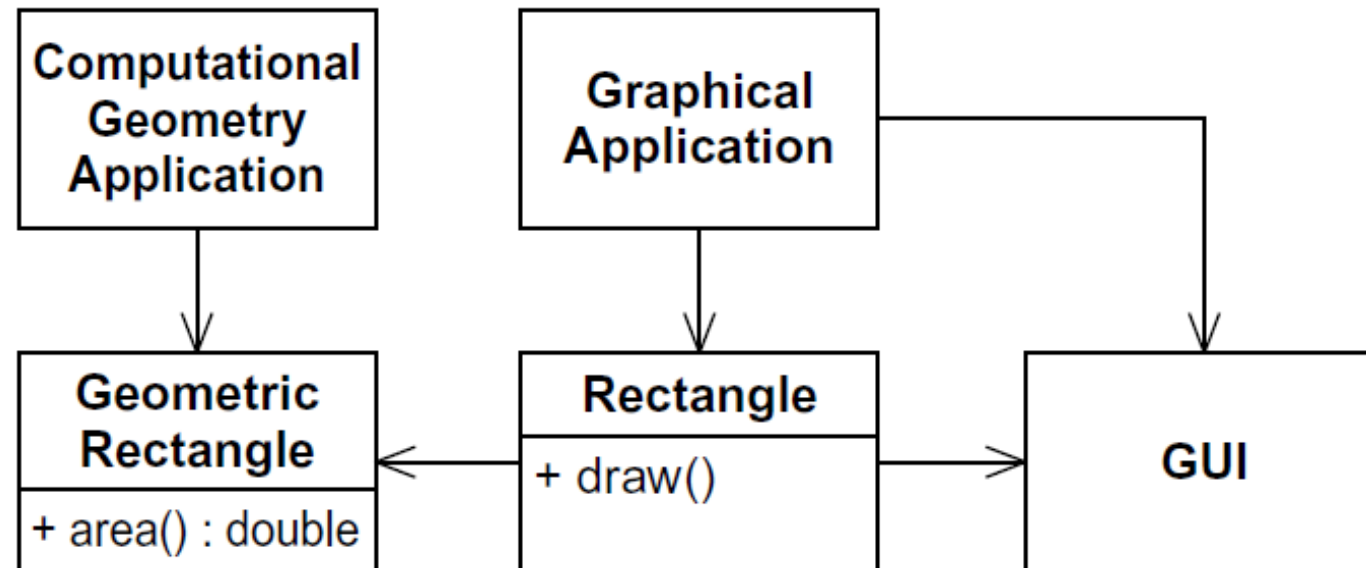 Computational
Geometry
Application
Graphical
Application
Geometric
Rectangle
+ area() : double
Rectangle
+ draw()
GUI